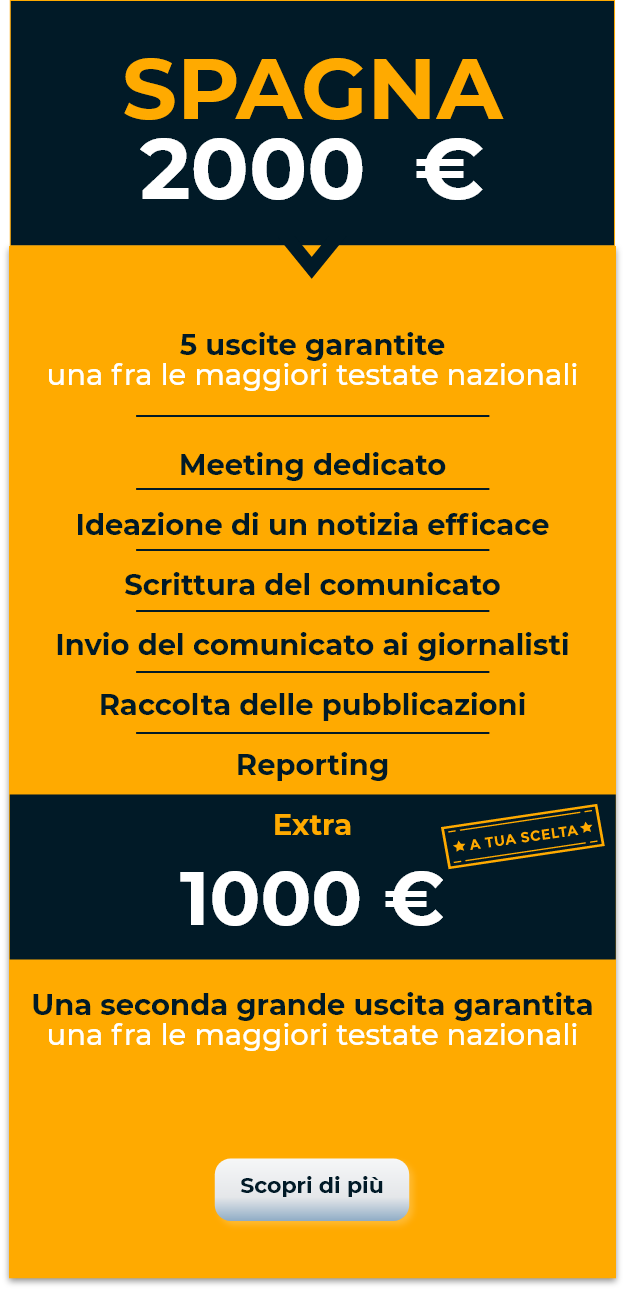 SPAGNA
2000 €
5 uscite garantite
una fra le maggiori testate nazionali
Meeting dedicato
Ideazione di un notizia efficace
Scrittura del comunicato
Invio del comunicato ai giornalisti
Raccolta delle pubblicazioni
Reporting
Extra
A TUA SCELTA
1000 €
Una seconda grande uscita garantita
una fra le maggiori testate nazionali
Scopri di più